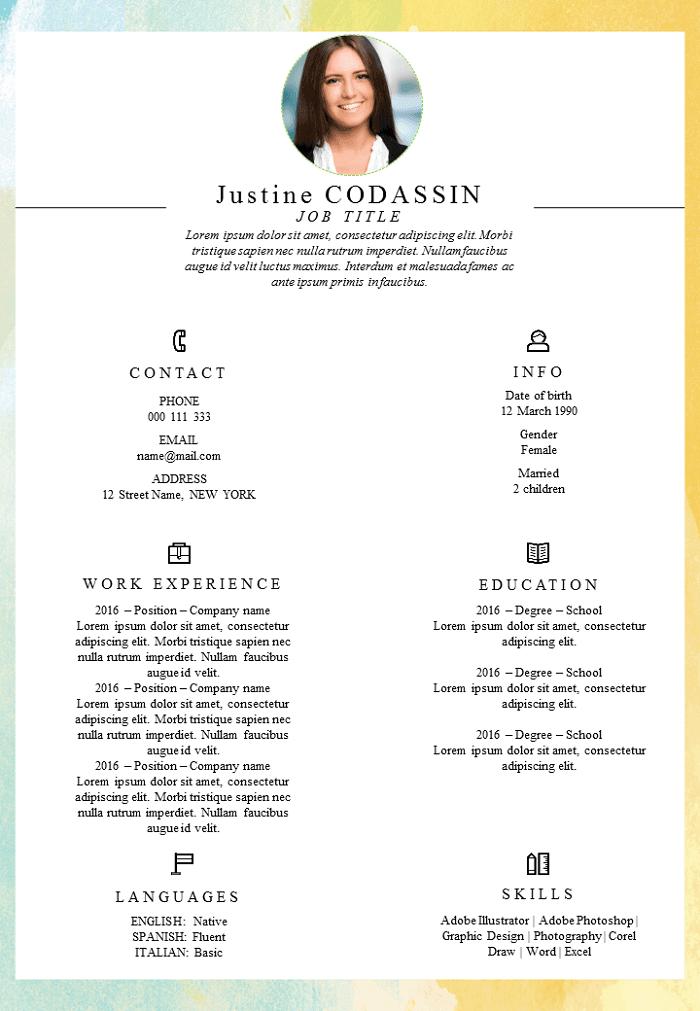 Justine CODASSIN
JOB TITLE
Lorem ipsum dolor sit amet, consectetur adipiscing elit. Morbi
tristique sapien nec nulla rutrum imperdiet. Nullam faucibus
augue id velit luctus maximus. Interdum et malesuada fames ac
ante ipsum primis in faucibus.
CONTACT
PHONE
000 111 333
EMAIL
name@mail.com
ADDRESS
12 Street Name, NEW YORK
INFO
Date of birth
12 March 1990
Gender
Female
Married
2 children
WORK EXPERIENCE
2016 – Position – Company name
Lorem ipsum dolor sit amet, consectetur
adipiscing elit. Morbi tristique sapien nec
nulla rutrum imperdiet. Nullam faucibus
augue id velit.
2016 – Position – Company name
Lorem ipsum dolor sit amet, consectetur
adipiscing elit. Morbi tristique sapien nec
nulla rutrum imperdiet. Nullam faucibus
augue id velit.
2016 – Position – Company name
Lorem ipsum dolor sit amet, consectetur
adipiscing elit. Morbi tristique sapien nec
nulla rutrum imperdiet. Nullam faucibus
augue id velit.
EDUCATION
2016 – Degree – School
Lorem ipsum dolor sit amet, consectetur
adipiscing elit.
2016 – Degree – School
Lorem ipsum dolor sit amet, consectetur
adipiscing elit.
2016 – Degree – School
Lorem ipsum dolor sit amet, consectetur
adipiscing elit.
LANGUAGES
ENGLISH: Native
SPANISH: Fluent
ITALIAN: Basic
SKILLS
Adobe Illustrator | Adobe Photoshop |
Graphic Design | Photography | Corel
Draw | Word | Excel